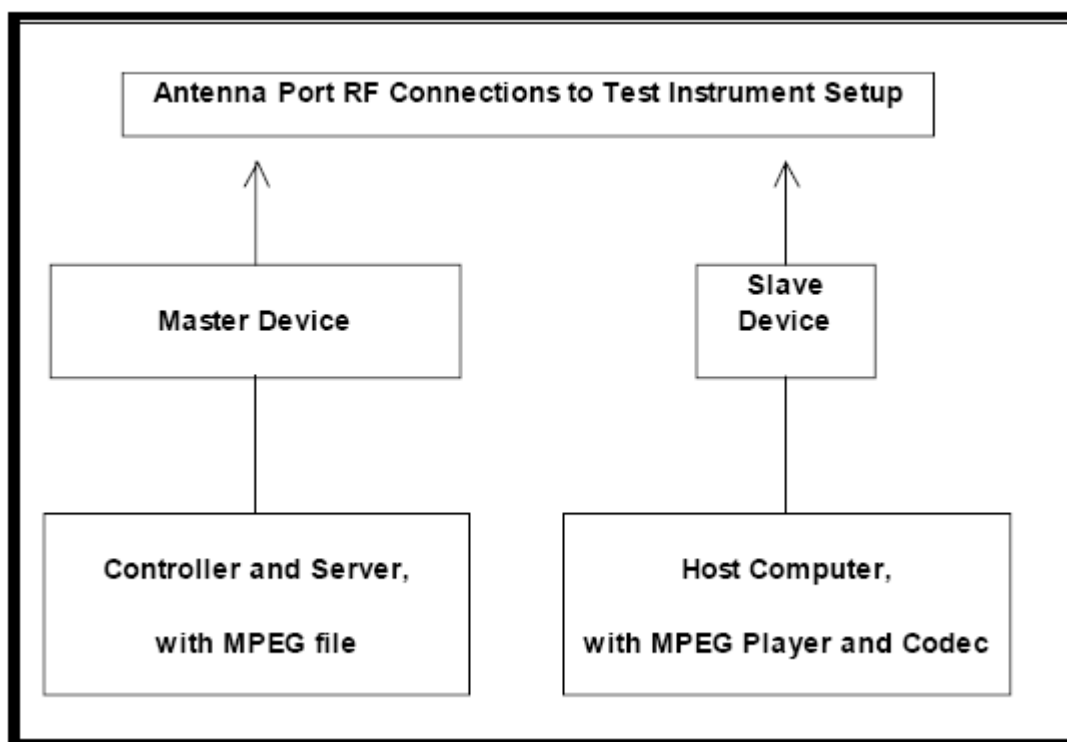 Antenna Port RF Connections to Test Instrument Setup
Master Device
Slave
Device
Controller and Server,
with MPEG file
Host Computer,
with MPEG Player and Codec